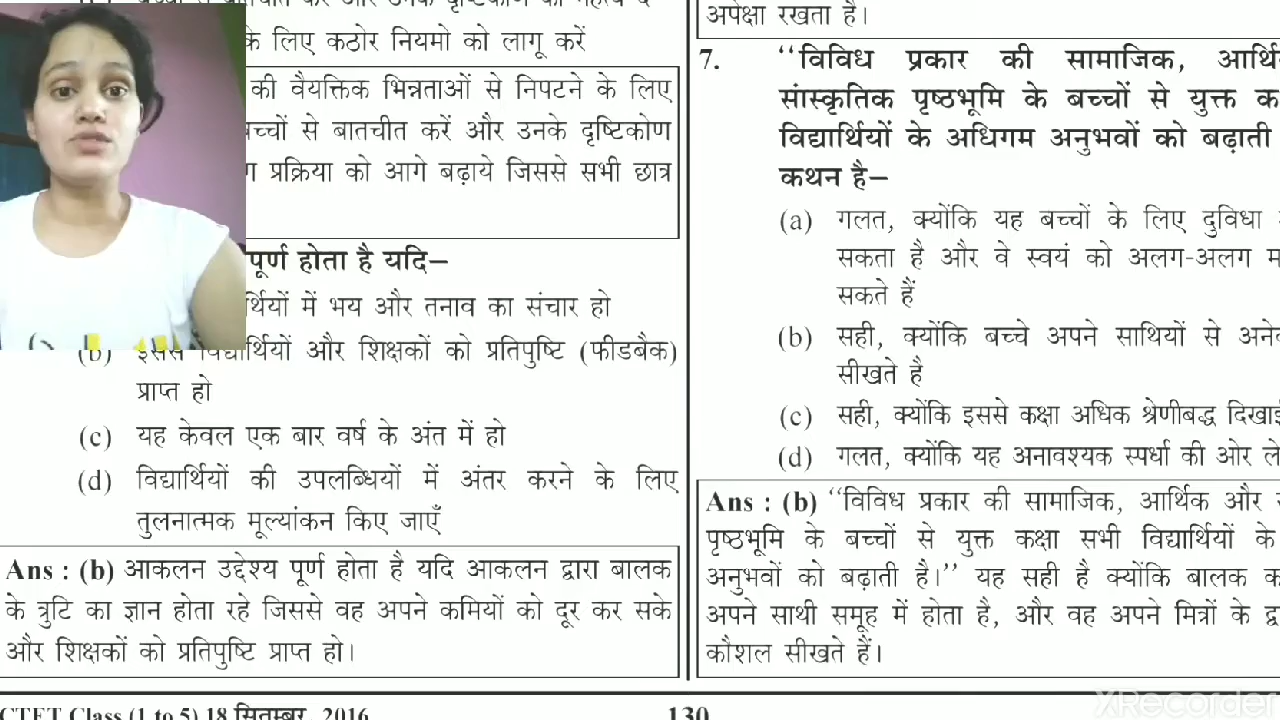 के लिए कठोर नियमो को लागू करें
की वैयक्तिक भिन्नताओं से निपटने के लिए
बच्चों से बातचीत करें और उनके दृष्टिकोण
प्रक्रिया को आगे बढ़ाये जिससे सभी छात्र
पूर्ण होता है यदि–
में भय और तनाव का संचार हो
(b) इससे विद्यार्थियों और शिक्षकों को प्रतिपुष्टि (फीडबैक)
प्राप्त हो
(c) यह केवल एक बार वर्ष के अंत में हो
(d) विद्यार्थियों की उपलब्धियों में अंतर करने के लिए
तुलनात्मक मूल्यांकन किए जाएँ
Ans : (b) आकलन उद्देश्य पूर्ण होता है यदि आकलन द्वारा बालक
के त्रुटि का ज्ञान होता रहे जिससे वह अपने कमियों को दूर कर सके
और शिक्षकों को प्रतिपुष्टि प्राप्त हो।
CTET Class (1 to 5) 18 सितम्बर, 2016
अपेक्षा रखता है।
7. ‘‘विविध प्रकार की सामाजिक,
सांस्कृतिक पृष्ठभूमि के बच्चों से युक्त
विद्यार्थियों के अधिगम अनुभवों को बढ़ाती
कथन है–
(a) गलत, क्योंकि यह बच्चों के लिए दुविधा
सकता है और वे स्वयं को अलग-अलग
सकते हैं
(b) सही, क्योंकि बच्चे अपने साथियों से
सीखते है
(c) सही, क्योंकि इससे कक्षा अधिक श्रेणीबद्ध
(d) गलत, क्योंकि यह अनावश्यक स्पर्धा की ओर
Ans : (b) ‘‘विविध प्रकार की सामाजिक, आर्थिक और
पृष्ठभूमि के बच्चों से युक्त कक्षा सभी विद्यार्थियों के
अनुभवों को बढ़ाती है।’’ यह सही है क्योंकि बालक
अपने साथी समूह में होता है, और वह अपने मित्रों के
कौशल सीखते हैं।
130
XRecorder